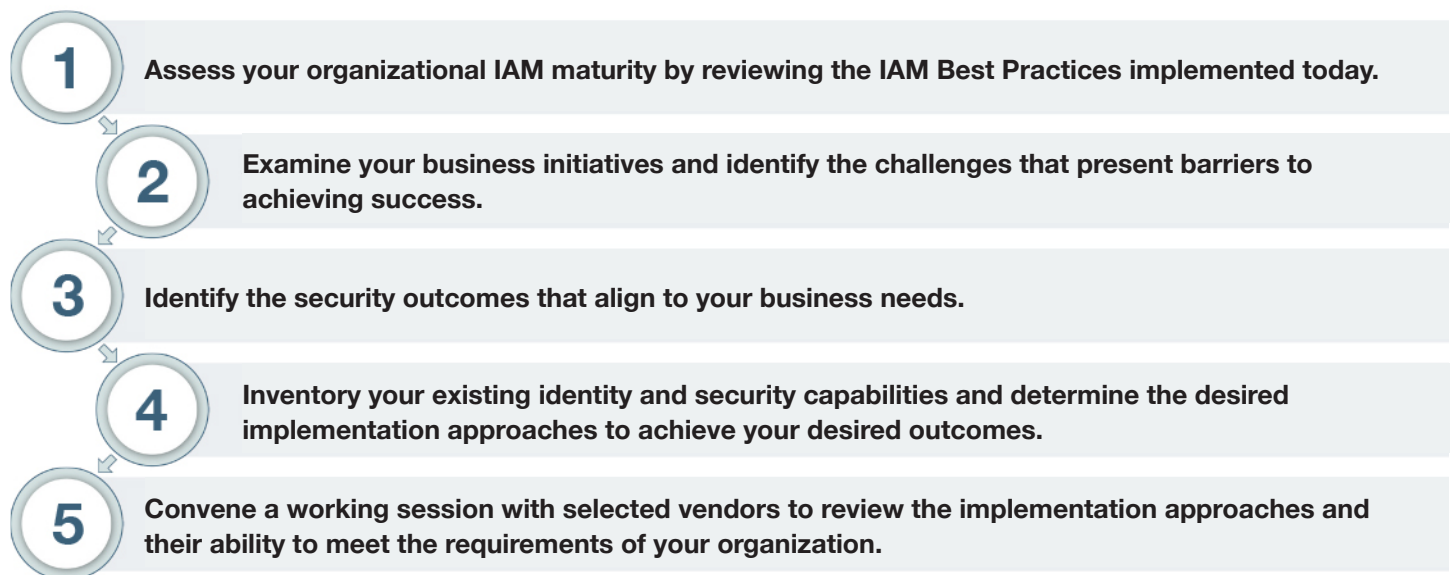 1
Assess your organizational IAM maturity by reviewing the IAM Best Practices implemented today.
2
Examine your business initiatives and identify the challenges that present barriers to
achieving success.
3
Identify the security outcomes that align to your business needs.
4
Inventory your existing identity and security capabilities and determine the desired
implementation approaches to achieve your desired outcomes.
5
Convene a working session with selected vendors to review the implementation approaches and
their ability to meet the requirements of your organization.